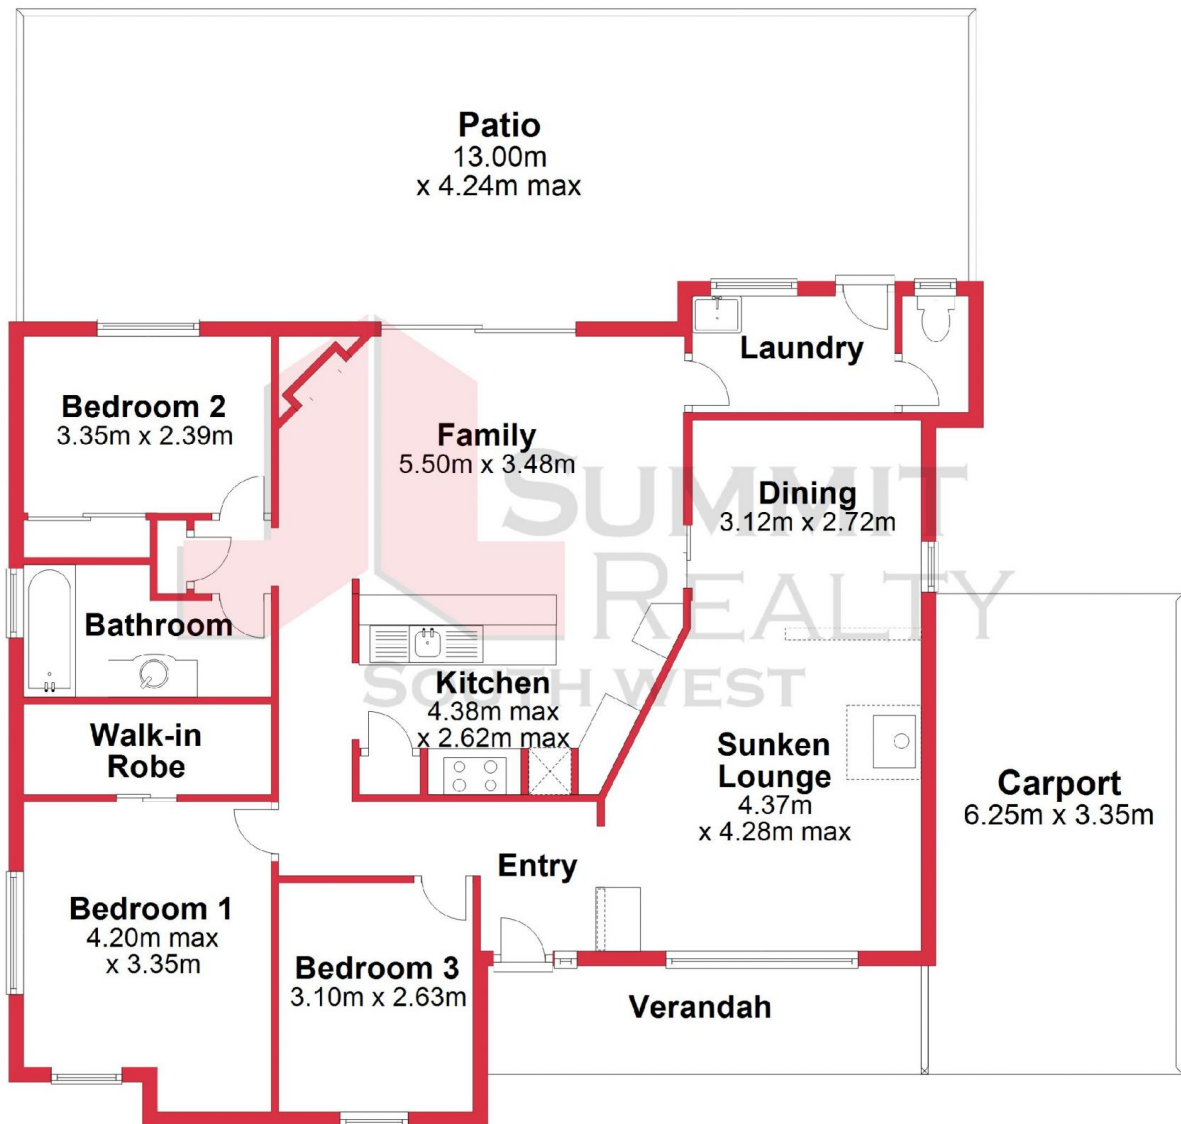 Patio
13.00m
x 4.24m max
Laundry
Bedroom 2
3.35m x 2.39m
Family
5.50m x 3.48m
Dining
3.12m x 2.72m
SUMMIT
REALTY
SOUTH WEST
Bathroom
Kitchen
4.38m max
x 2.62m max
Walk-in
Robe
Sunken
Lounge
4.37m
x 4.28m max
Carport
6.25m x 3.35m
Entry
Bedroom 1
4.20m max
x 3.35m
Bedroom 3
3.10m x 2.63m
Verandah